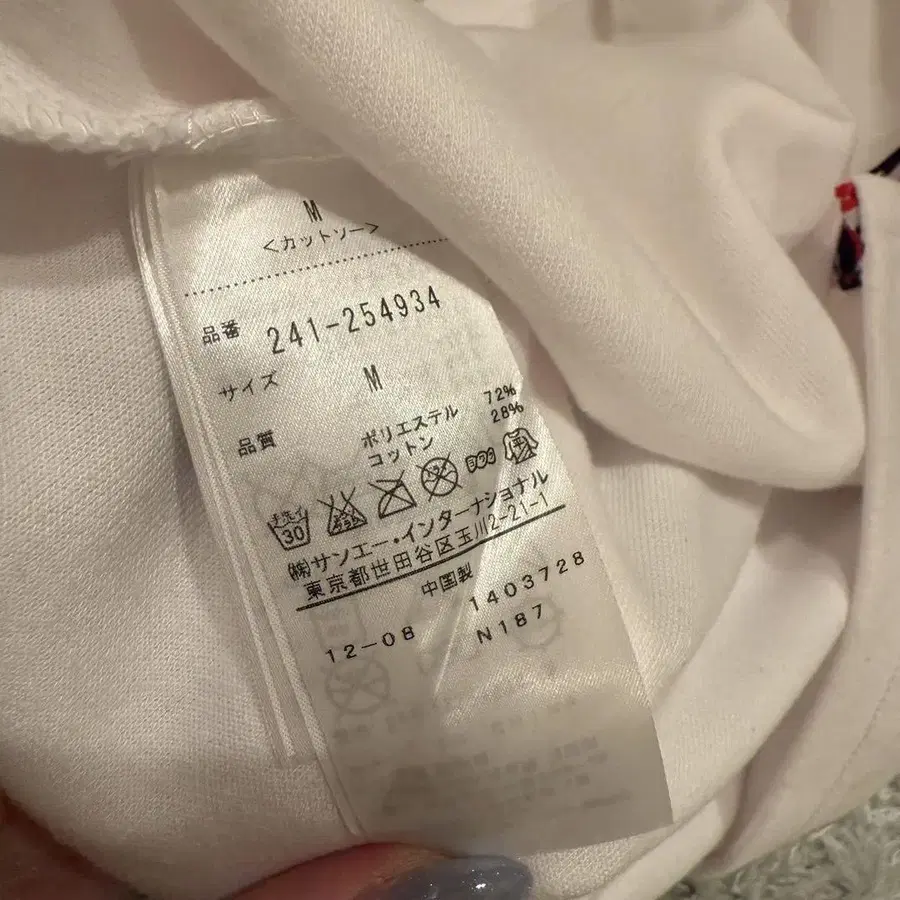 M
<カットソー>
品番 241-254934
サイズ M
品質 ポリエステル 72%
コットン 28%
手洗イ 30
(株)サンエー・インターナショナル
東京都世田谷区玉川2-21-1
中国製
12-08 1403728
N187